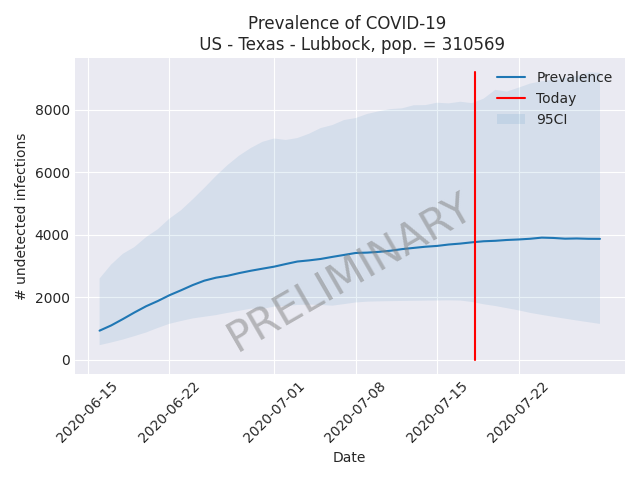 Prevalence of COVID-19
US - Texas - Lubbock, pop. = 310569
# undetected infections
8000
6000
4000
2000
0
Prevalence
Today
95CI
PRELIMINARY
2020-06-15
2020-06-22
2020-07-01
2020-07-08
2020-07-15
2020-07-22
Date